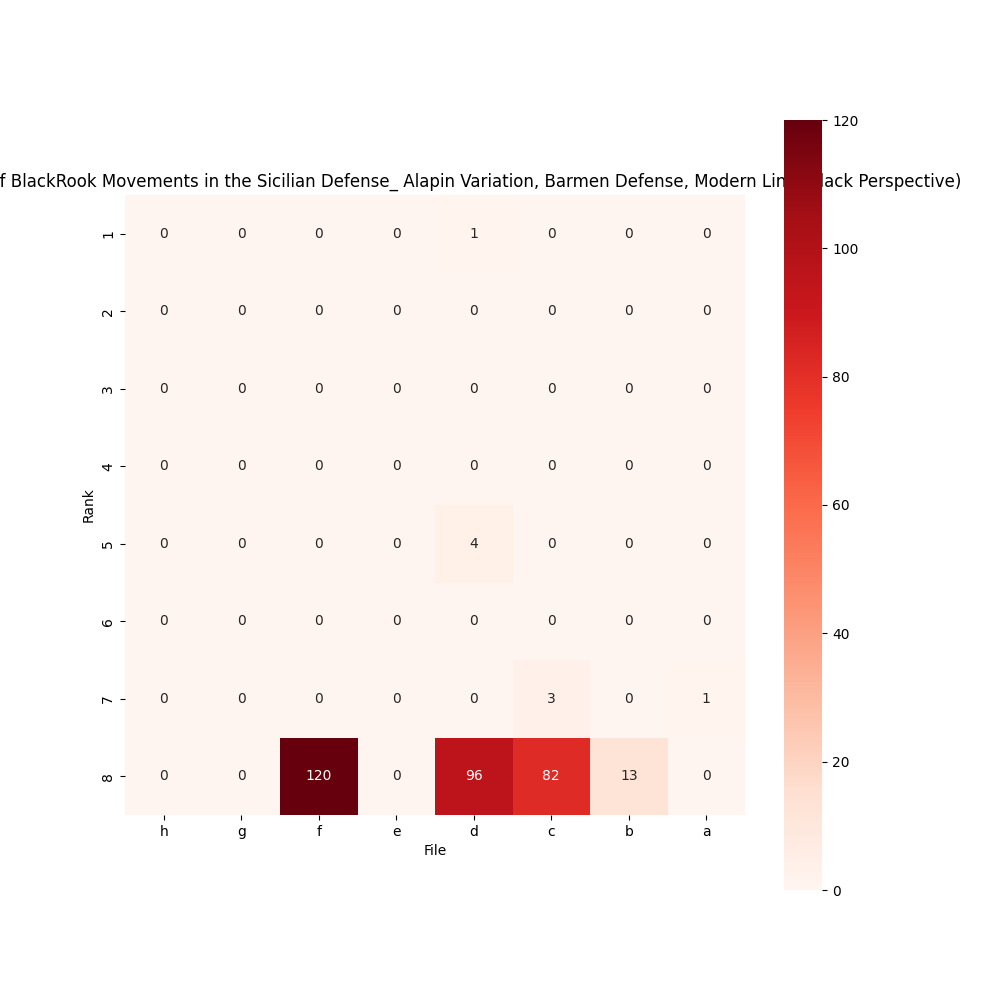 f BlackRook Movements in the Sicilian Defense_ Alapin Variation, Barmen Defense, Modern Lin lack Perspective)
120
100
80
60
40
20
0
Rank
1 0 0 0 0 1 0 0 0
2 0 0 0 0 0 0 0 0
3 0 0 0 0 0 0 0 0
4 0 0 0 0 0 0 0 0
5 0 0 0 0 4 0 0 0
6 0 0 0 0 0 0 0 0
7 0 0 0 0 0 3 0 1
8 0 0 120 0 96 82 13 0
h g f e d c b a
File